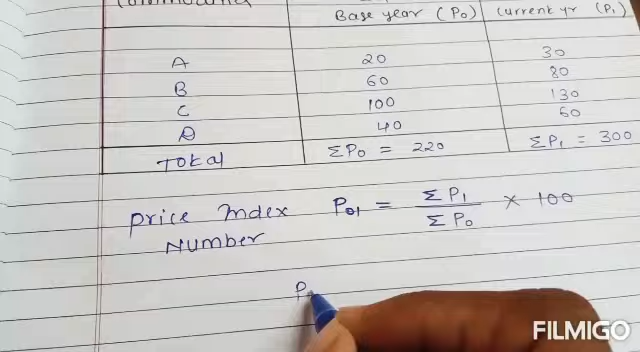 Commodities
Base year (P0) Current yr (P1)
A 20 30
B 60 80
C 100 130
D 40 60
Total ΣP0 = 220 ΣP1 = 300
Price Index P01 = ΣP1 / ΣP0 × 100
Number
P
FILMIGO